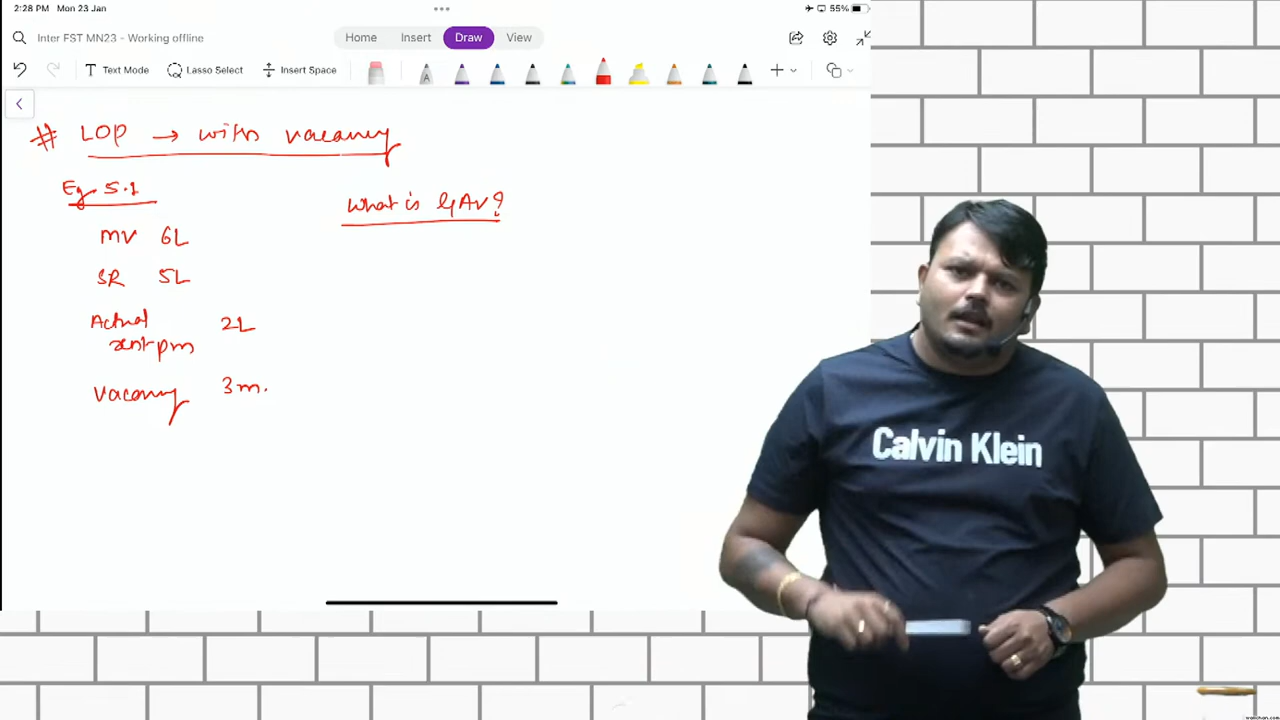 2:28 PM Mon 23 Jan
55%
Inter FST MN23 - Working offline
Home Insert Draw View
Text Mode Lasso Select Insert Space
# LOP → with vacancy
Eg 5.1
What is GAV?
MV 6L
SR 5L
Actual 2L
rent pm
Vacancy 3m.
Calvin Klein